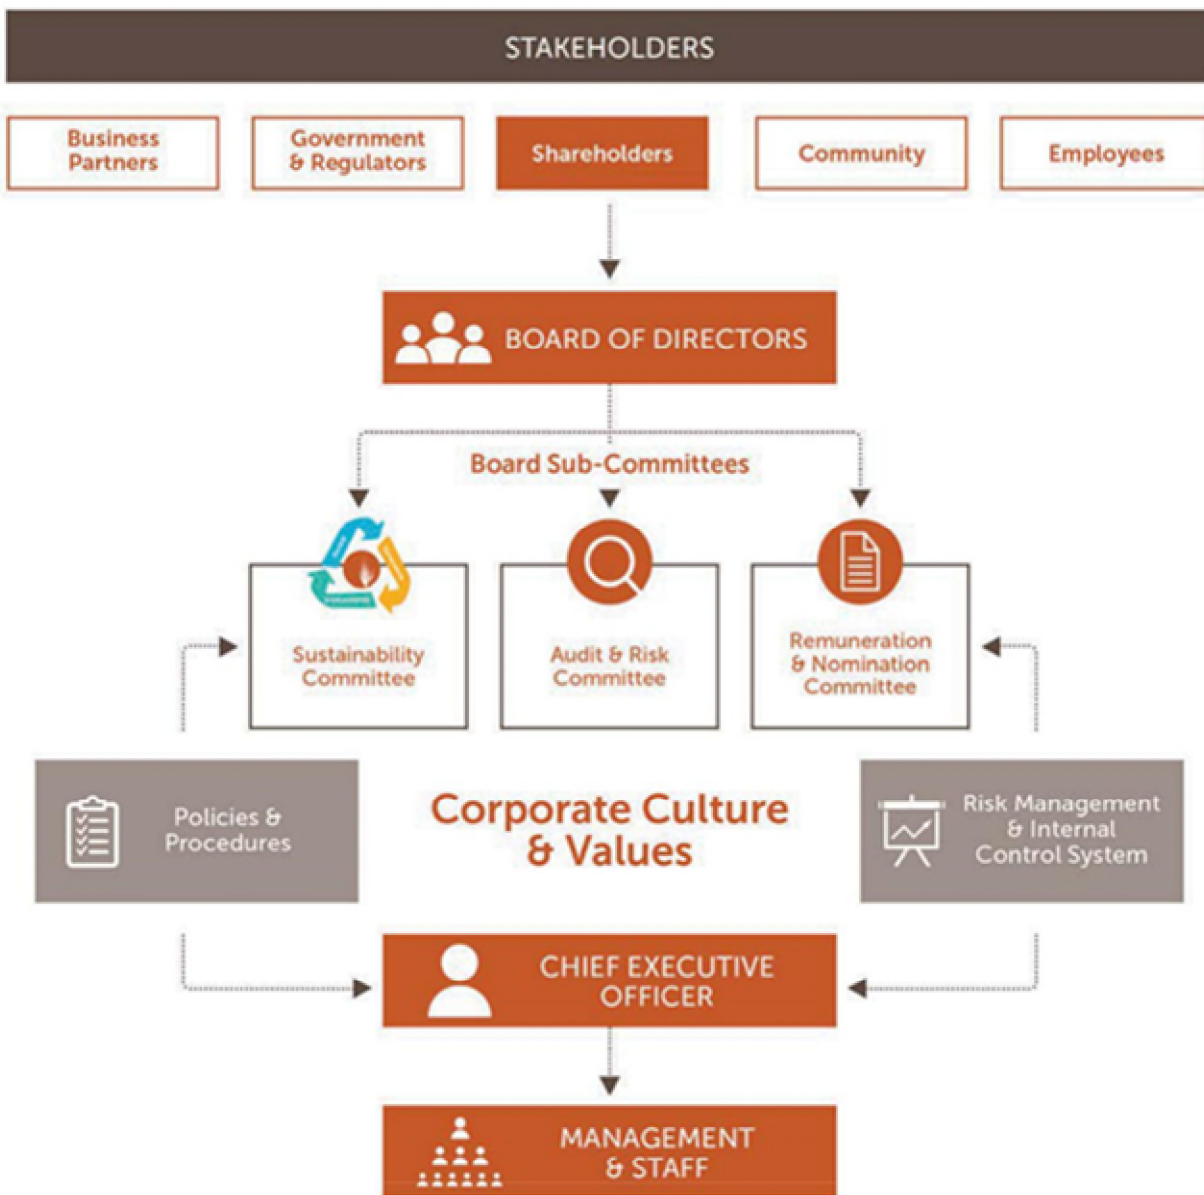 STAKEHOLDERS
Business
Partners
Government
& Regulators
Shareholders
Community
Employees
BOARD OF DIRECTORS
Board Sub-Committees
Sustainability
Committee
Audit & Risk
Committee
Remuneration
& Nomination
Committee
Policies &
Procedures
Corporate Culture
& Values
Risk Management
& Internal
Control System
CHIEF EXECUTIVE
OFFICER
MANAGEMENT
& STAFF